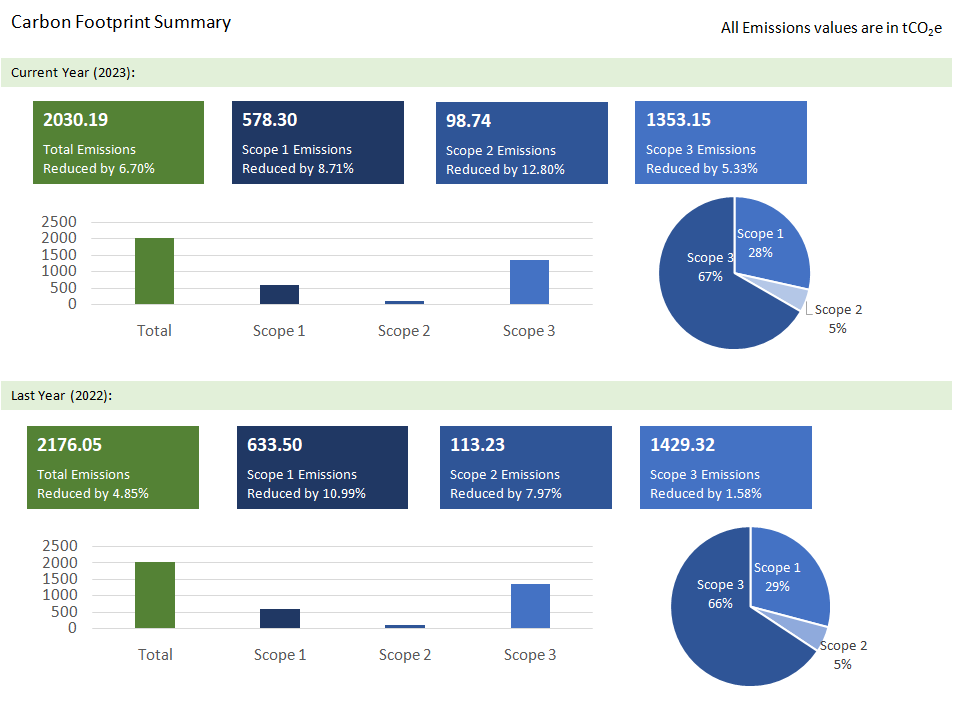 Carbon Footprint Summary
All Emissions values are in tCO₂e
Current Year (2023):
2030.19
Total Emissions
Reduced by 6.70%
578.30
Scope 1 Emissions
Reduced by 8.71%
98.74
Scope 2 Emissions
Reduced by 12.80%
1353.15
Scope 3 Emissions
Reduced by 5.33%
2500
2000
1500
1000
500
0
Total
Scope 1
Scope 2
Scope 3
Scope 1
28%
Scope 3
67%
Scope 2
5%
Last Year (2022):
2176.05
Total Emissions
Reduced by 4.85%
633.50
Scope 1 Emissions
Reduced by 10.99%
113.23
Scope 2 Emissions
Reduced by 7.97%
1429.32
Scope 3 Emissions
Reduced by 1.58%
2500
2000
1500
1000
500
0
Total
Scope 1
Scope 2
Scope 3
Scope 1
29%
Scope 3
66%
Scope 2
5%